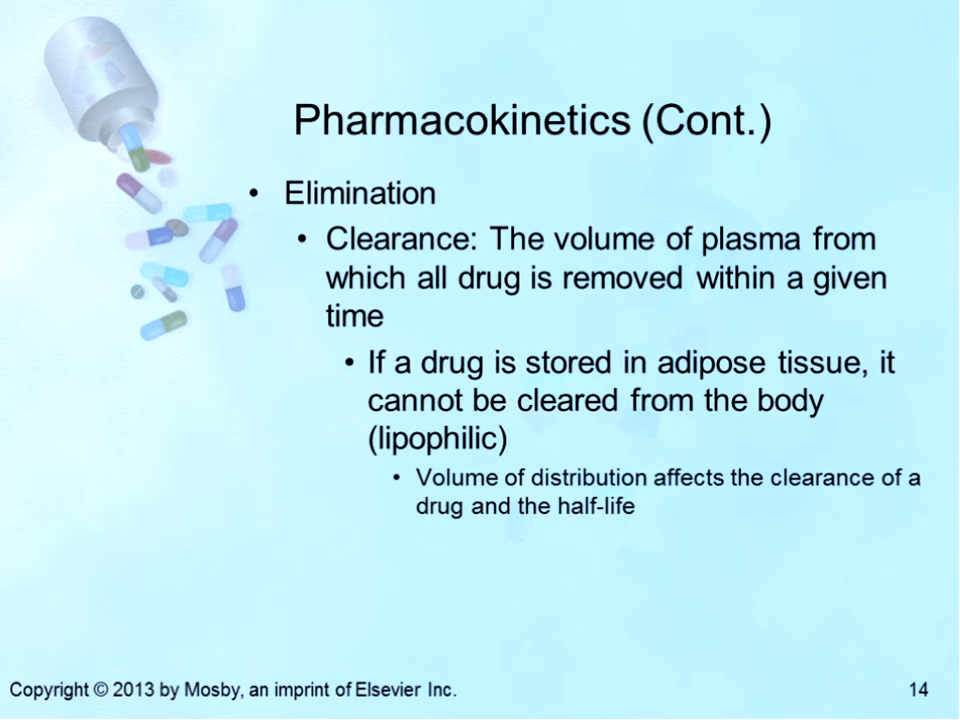 Pharmacokinetics (Cont.)
• Elimination
• Clearance: The volume of plasma from
which all drug is removed within a given
time
• If a drug is stored in adipose tissue, it
cannot be cleared from the body
(lipophilic)
• Volume of distribution affects the clearance of a
drug and the half-life
Copyright © 2013 by Mosby, an imprint of Elsevier Inc.
14